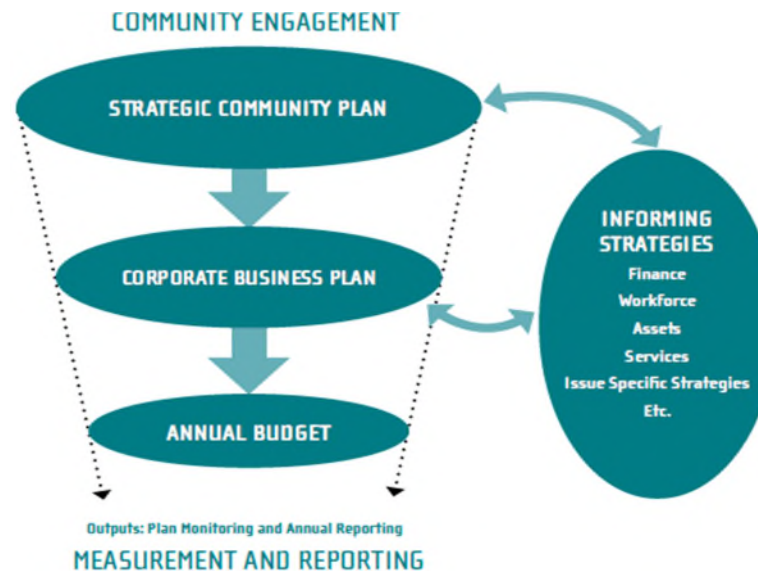 COMMUNITY ENGAGEMENT
STRATEGIC COMMUNITY PLAN
CORPORATE BUSINESS PLAN
ANNUAL BUDGET
INFORMING
STRATEGIES
Finance
Workforce
Assets
Services
Issue Specific Strategies
Etc.
Outputs: Plan Monitoring and Annual Reporting
MEASUREMENT AND REPORTING